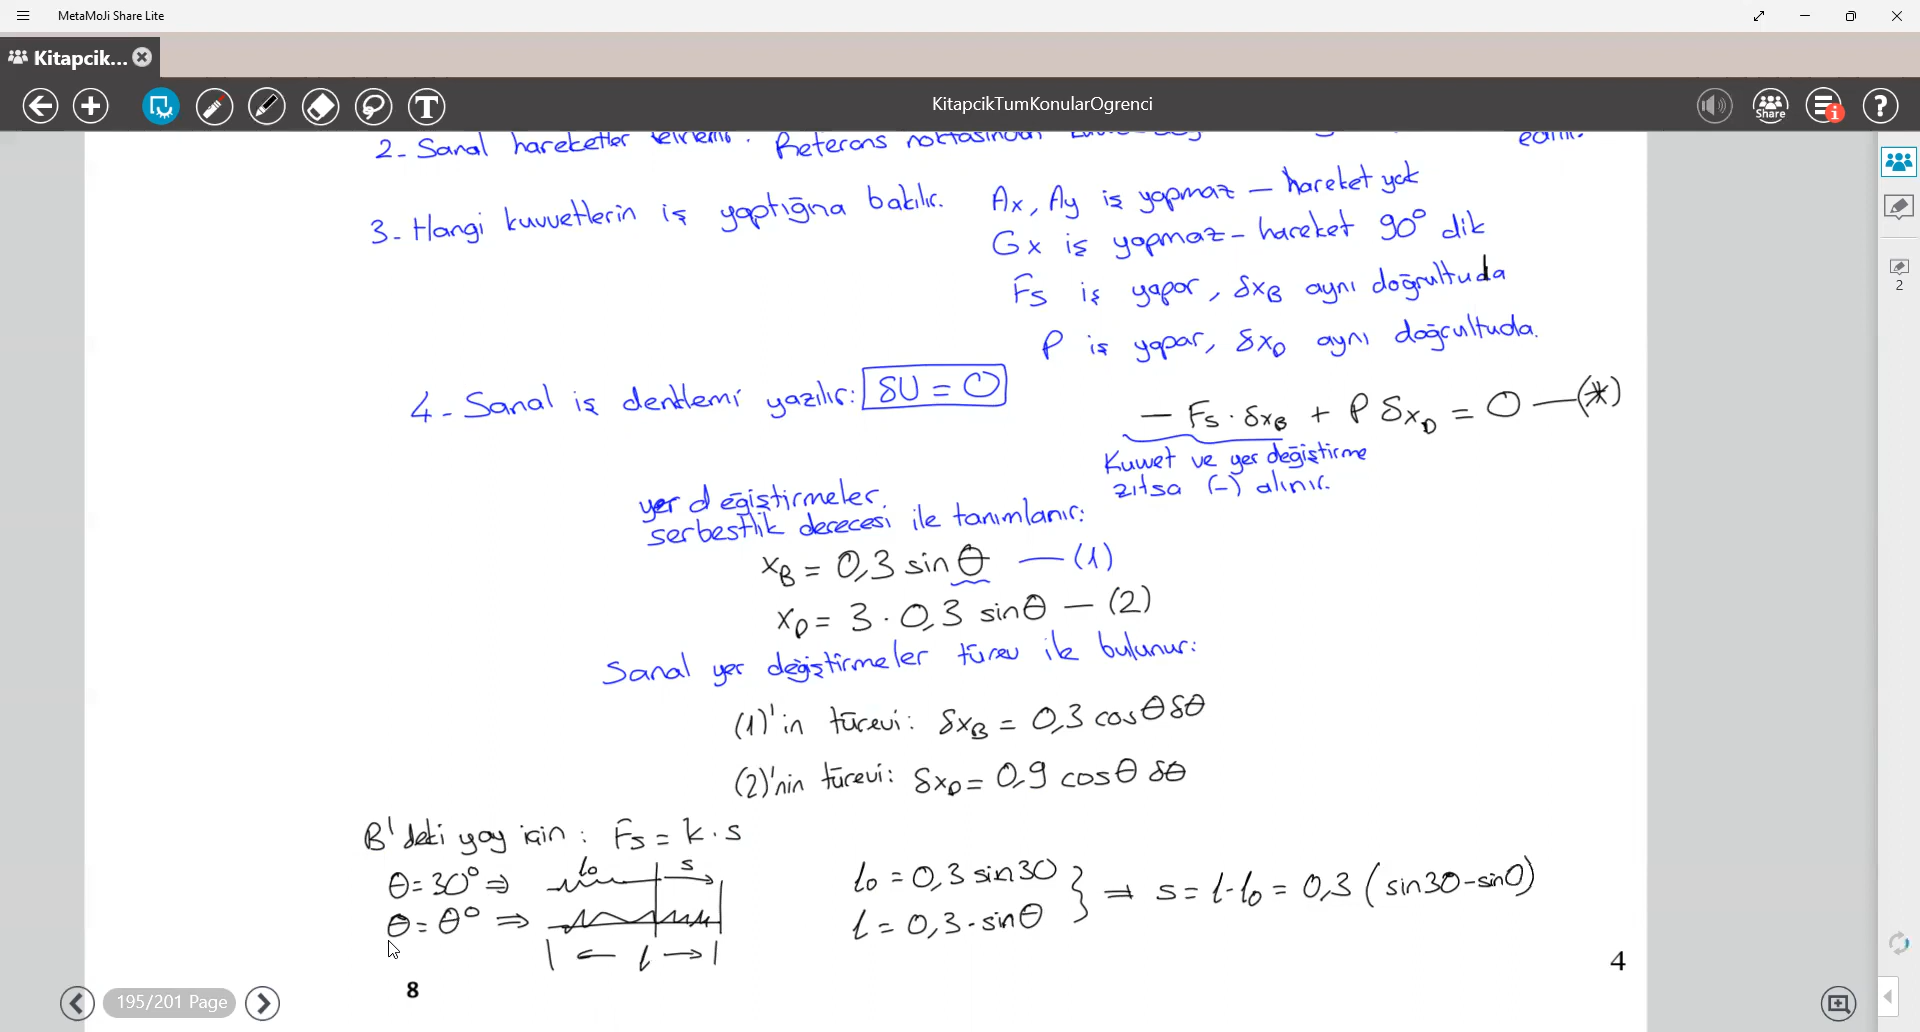 MetaMoJi Share Lite
Kitapcik...
KitapcikTumKonularOgrenci
Share
2- Sanal hareketler . Referans noktasından
3- Hangi kuvvetlerin iş yaptığına bakılır.
Ax, Ay iş yapmaz - hareket yok
Gx iş yapmaz - hareket 90° dik
Fs iş yapar, δxB aynı doğrultuda
P iş yapar, δxD aynı doğrultuda.
4- Sanal iş denklemi yazılır: δU = 0
- Fs · δxB + P δxD = 0 —(*)
Kuvvet ve yer değiştirme
zıtsa (-) alınır.
yer değiştirmeler
serbestlik derecesi ile tanımlanır:
xB = 0,3 sinθ —(1)
xD = 3 · 0,3 sinθ — (2)
Sanal yer değiştirmeler türev ile bulunur:
(1)'in türevi: δxB = 0,3 cosθ δθ
(2)'nin türevi: δxD = 0,9 cosθ δθ
B'deki yay için: Fs = k · s
θ = 30° ⇒
l0
s
θ = θ° ⇒
| ← l → |
l0 = 0,3 sin30
l = 0,3 · sinθ
} ⇒ s = l - l0 = 0,3 (sin30 - sinθ)
4
8
2
195/201 Page